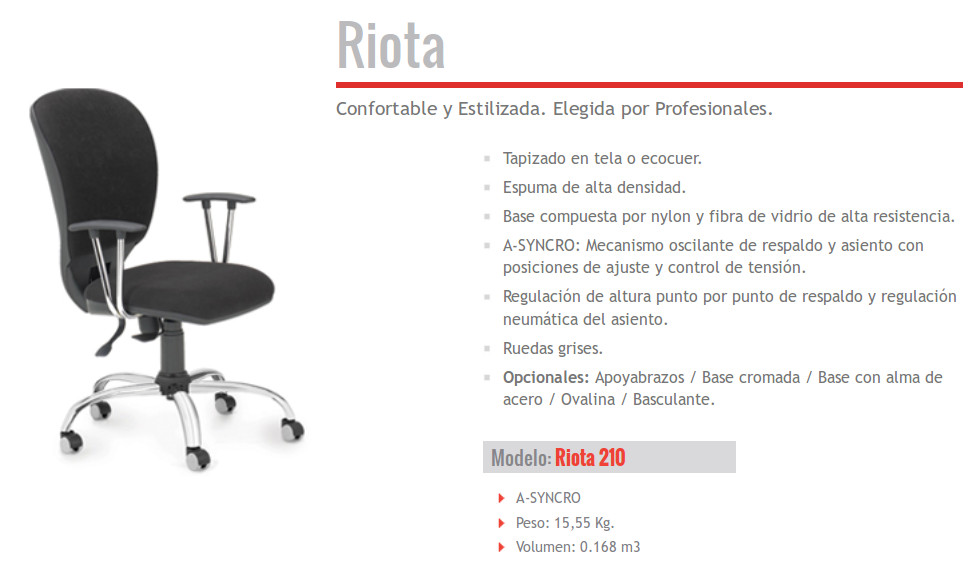 Riota
Confortable y Estilizada. Elegida por Profesionales.
Tapizado en tela o ecocuer.
Espuma de alta densidad.
Base compuesta por nylon y fibra de vidrio de alta resistencia.
A-SYNCRO: Mecanismo oscilante de respaldo y asiento con
posiciones de ajuste y control de tensión.
Regulación de altura punto por punto de respaldo y regulación
neumática del asiento.
Ruedas grises.
Opcionales: Apoyabrazos / Base cromada / Base con alma de
acero / Ovalina / Basculante.
Modelo: Riota 210
A-SYNCRO
Peso: 15,55 Kg.
Volumen: 0.168 m3